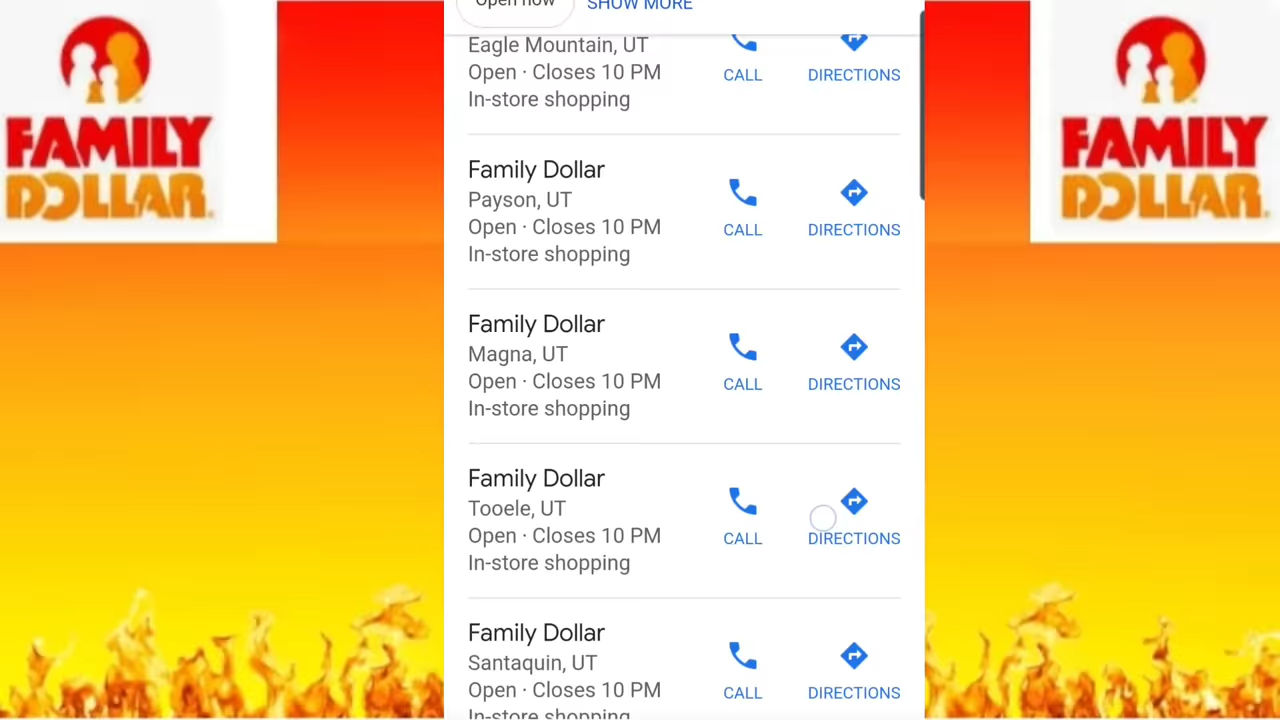 FAMILY
DOLLAR.
Open now
SHOW MORE
Eagle Mountain, UT
Open · Closes 10 PM
In-store shopping
CALL
DIRECTIONS
Family Dollar
Payson, UT
Open · Closes 10 PM
In-store shopping
CALL
DIRECTIONS
Family Dollar
Magna, UT
Open · Closes 10 PM
In-store shopping
CALL
DIRECTIONS
Family Dollar
Tooele, UT
Open · Closes 10 PM
In-store shopping
CALL
DIRECTIONS
Family Dollar
Santaquin, UT
Open · Closes 10 PM
In-store shopping
CALL
DIRECTIONS
FAMILY
DOLLAR.